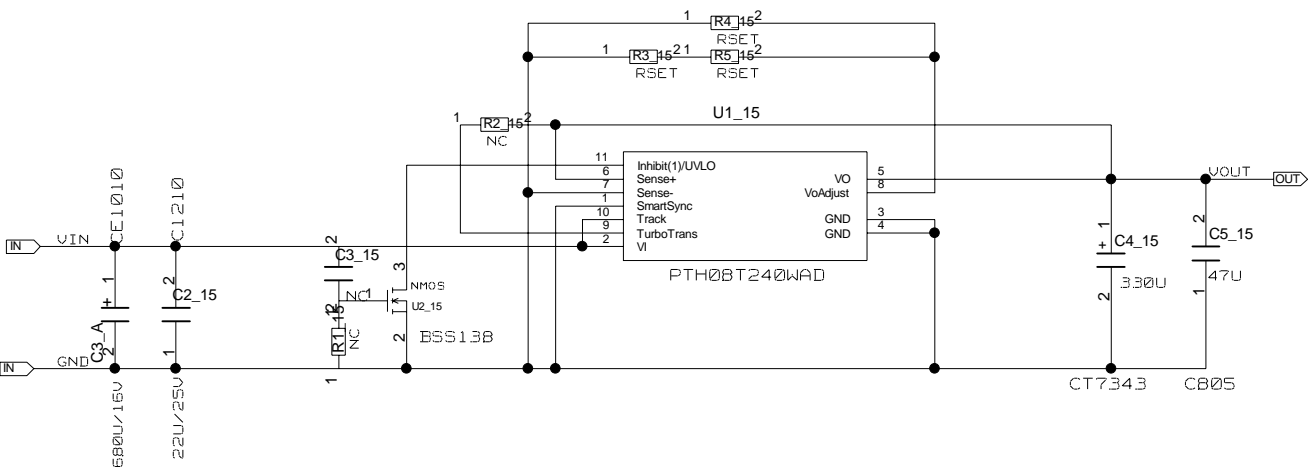 1 R4_15 2
RSET
1 R3_15 2 1 R5_15 2
RSET RSET
1 R2_15 2
NC
U1_15
11 Inhibit(1)/UVLO
6 Sense+
7 Sense-
1 SmartSync
10 Track
9 TurboTrans
2 VI
VO 5
VoAdjust 8
GND 3
GND 4
PTH08T240WAD
IN VIN
CE1010
C1210
1 +
C3_A
2
680U/16V
2
C2_15
1
22U/25V
2
C3_15
NC
1
2
R1_15
NC
1
3
NMOS
1
U2_15
2
BSS138
IN GND
VOUT OUT
1
+ C4_15
330U
2
CT7343
2
C5_15
47U
1
C805